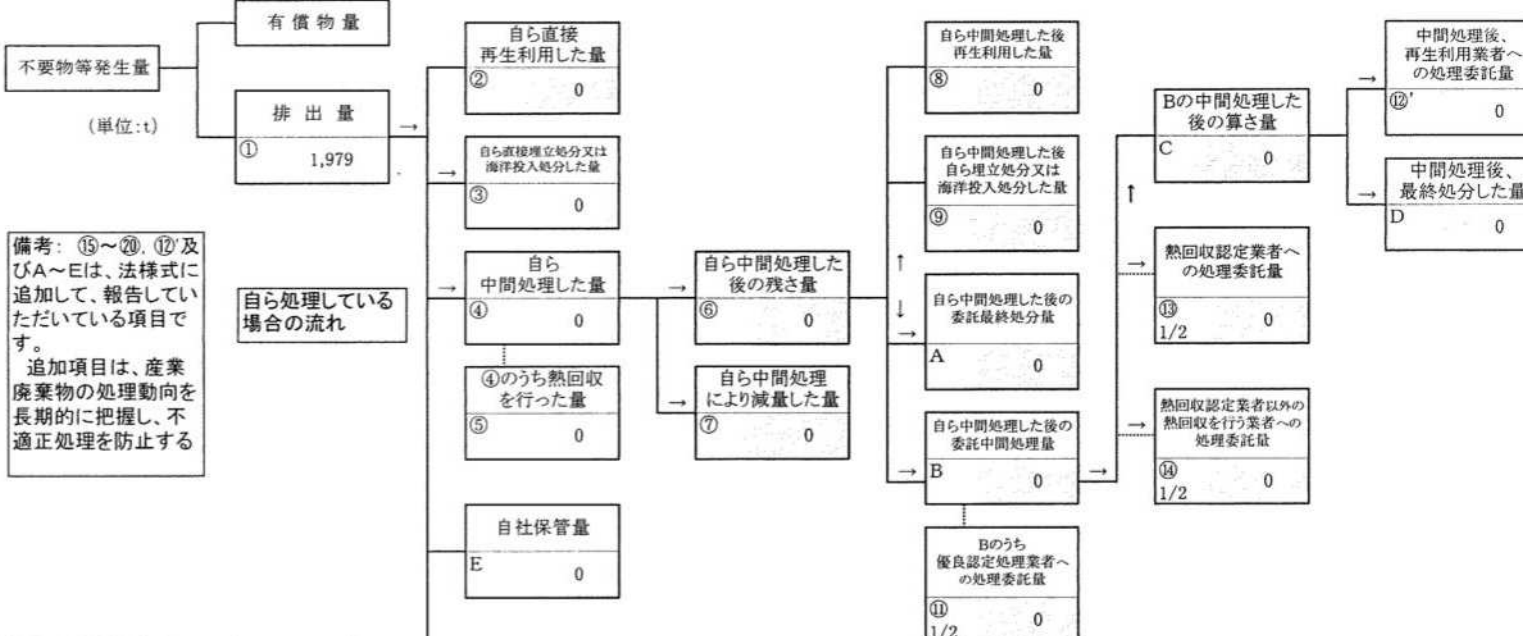 不要物等発生量
(単位:t)
有償物量
排出量
①
1,979
→
備考： ⑮～⑳, ⑫'及
びA～Eは、法様式に
追加して、報告してい
ただいている項目で
す。
追加項目は、産業
廃棄物の処理動向を
長期的に把握し、不
適正処理を防止する
自ら処理している
場合の流れ
自ら直接
再生利用した量
②
0
→
自ら直接埋立処分又は
海洋投入処分した量
③
0
→
自ら
中間処理した量
④
0
④のうち熱回収
を行った量
⑤
0
自社保管量
E
0
→
自ら中間処理した
後の残さ量
⑥
0
→
自ら中間処理
により減量した量
⑦
0
自ら中間処理した後
再生利用した量
⑧
0
自ら中間処理した後
自ら埋立処分又は
海洋投入処分した量
⑨
0
↑
↓
→
自ら中間処理した後の
委託最終処分量
A
0
→
自ら中間処理した後の
委託中間処理量
B
0
→
Bのうち
優良認定処理業者へ
の処理委託量
⑪
1/2
0
Bの中間処理した
後の算さ量
C
0
↑
→
熱回収認定業者へ
の処理委託量
⑬
1/2
0
→
熱回収認定業者以外の
熱回収を行う業者への
処理委託量
⑭
1/2
0
→
中間処理後、
再生利用業者へ
の処理委託量
⑫'
0
→
中間処理後、
最終処分した量
D
0